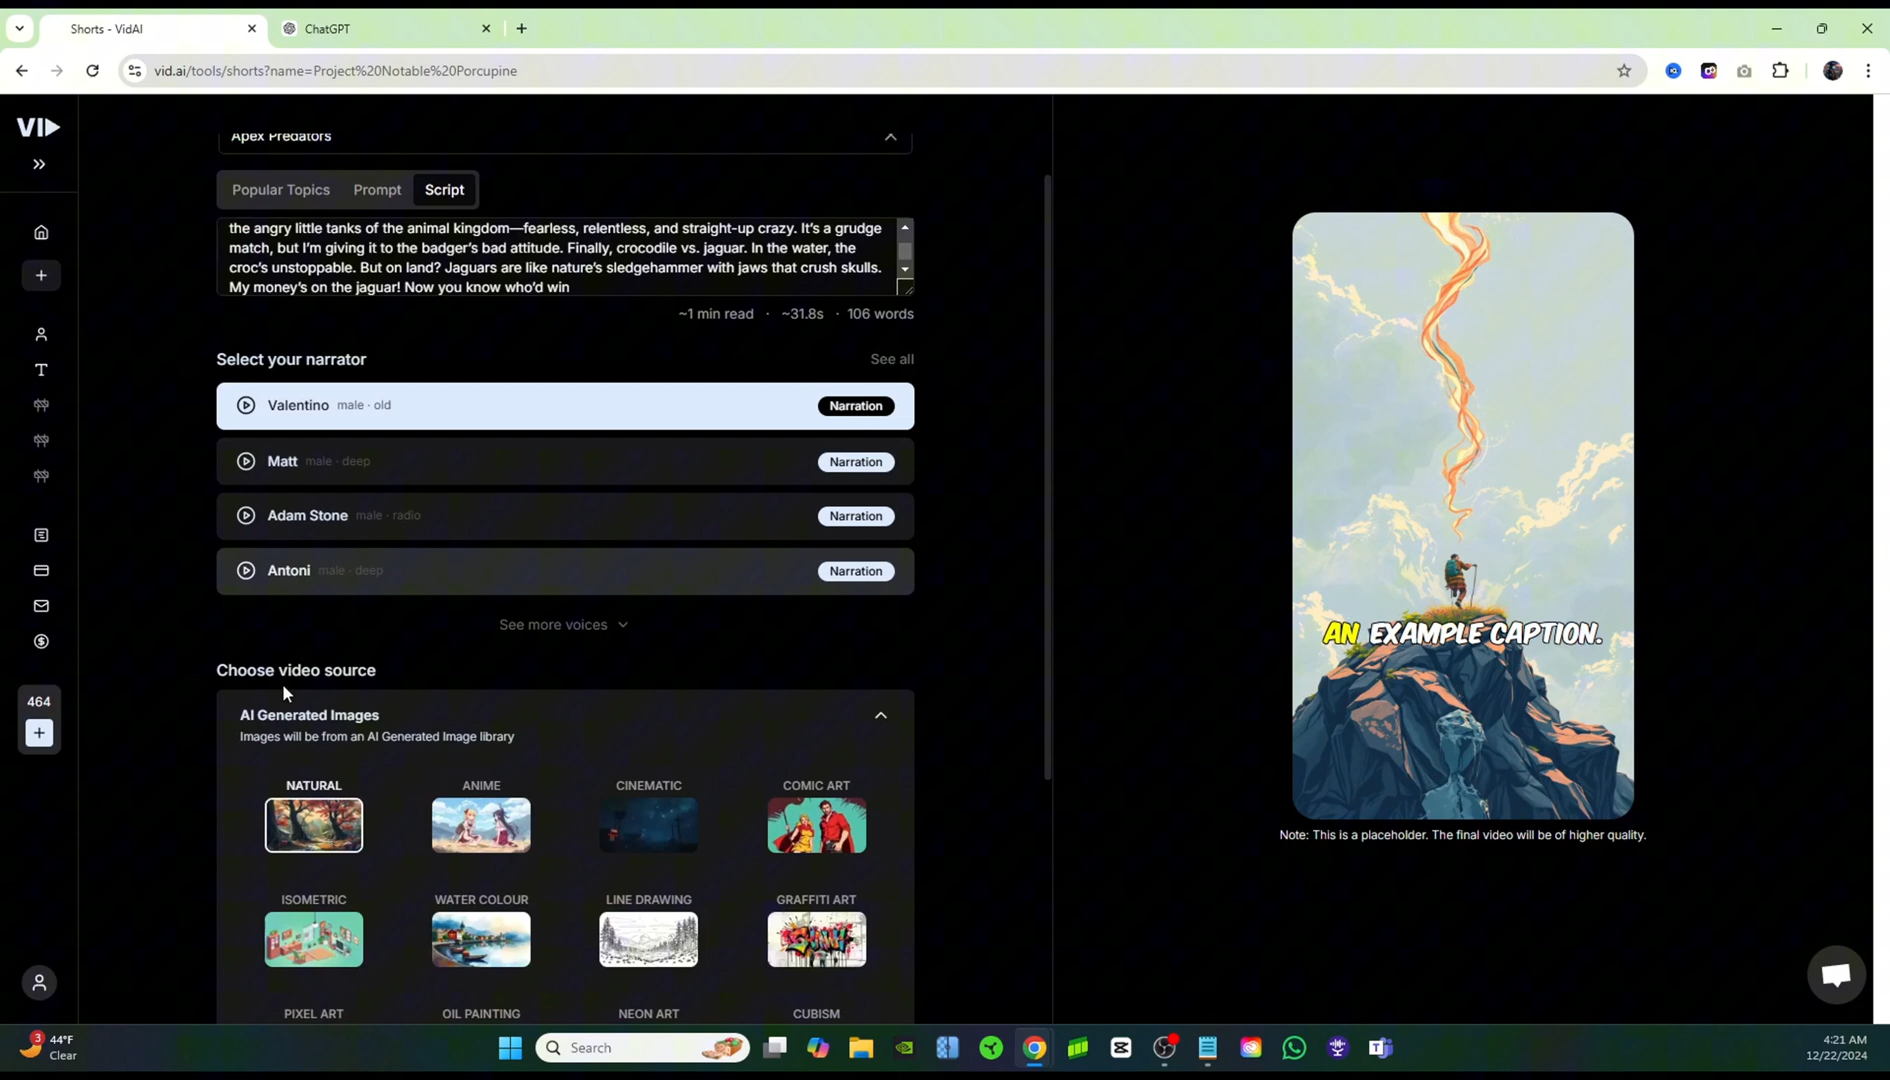 Shorts - VidAI
ChatGPT
vid.ai/tools/shorts?name=Project%20Notable%20Porcupine
VID
Apex Predators
Popular Topics
Prompt
Script
the angry little tanks of the animal kingdom—fearless, relentless, and straight-up crazy. It's a grudge
match, but I'm giving it to the badger's bad attitude. Finally, crocodile vs. jaguar. In the water, the
croc's unstoppable. But on land? Jaguars are like nature's sledgehammer with jaws that crush skulls.
My money's on the jaguar! Now you know who'd win
~1 min read · ~31.8s · 106 words
Select your narrator
See all
Valentino male · old
Narration
Matt male · deep
Narration
Adam Stone male · radio
Narration
Antoni male · deep
Narration
See more voices
Choose video source
AI Generated Images
Images will be from an AI Generated Image library
NATURAL
ANIME
CINEMATIC
COMIC ART
ISOMETRIC
WATER COLOUR
LINE DRAWING
GRAFFITI ART
PIXEL ART
OIL PAINTING
NEON ART
CUBISM
464
AN EXAMPLE CAPTION.
Note: This is a placeholder. The final video will be of higher quality.
3
44°F
Clear
Search
4:21 AM
12/22/2024